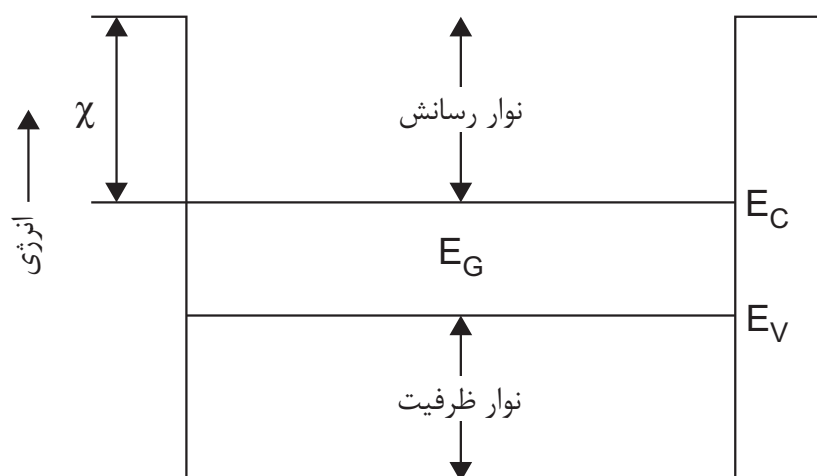 نوار رسانش
χ
E_C
انرژی
E_G
E_V
نوار ظرفیت